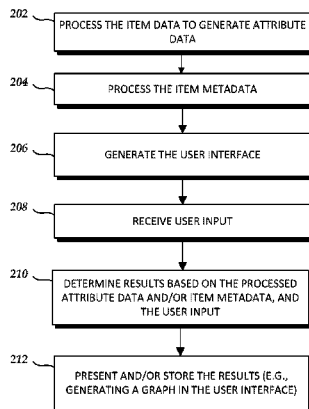 202
PROCESS THE ITEM DATA TO GENERATE ATTRIBUTE
DATA
204
PROCESS THE ITEM METADATA
206
GENERATE THE USER INTERFACE
208
RECEIVE USER INPUT
210
DETERMINE RESULTS BASED ON THE PROCESSED
ATTRIBUTE DATA AND/OR ITEM METADATA, AND
THE USER INPUT
212
PRESENT AND/OR STORE THE RESULTS (E.G.,
GENERATING A GRAPH IN THE USER INTERFACE)